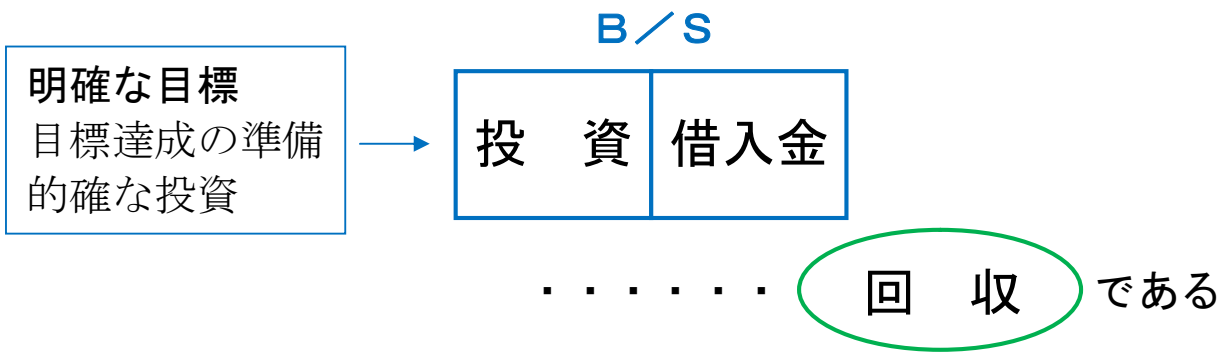 B/S
明確な目標
目標達成の準備
的確な投資
投　資
借入金
・・・・・・ 回　収 である